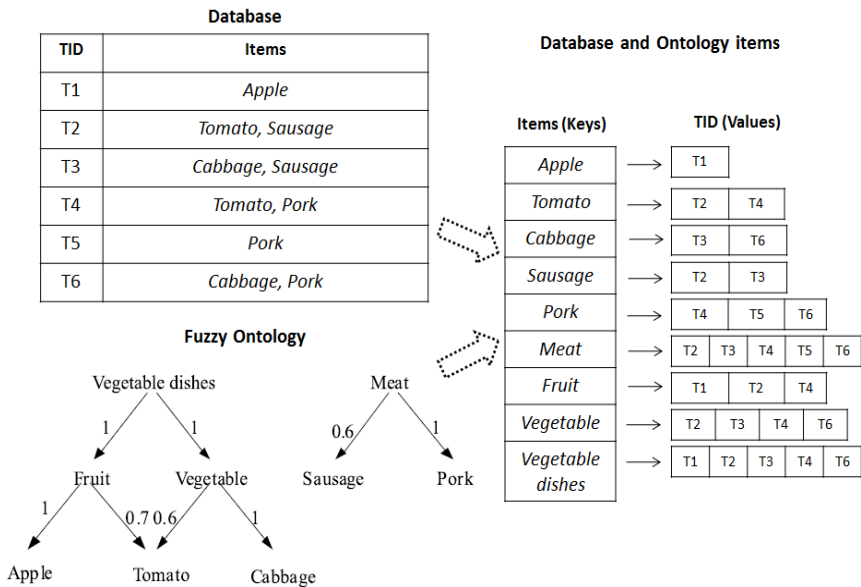 Database
TID Items
T1 Apple
T2 Tomato, Sausage
T3 Cabbage, Sausage
T4 Tomato, Pork
T5 Pork
T6 Cabbage, Pork
Fuzzy Ontology
Vegetable dishes Meat
1 1 0.6 1
Fruit Vegetable Sausage Pork
1 0.7 0.6 1
Apple Tomato Cabbage
Database and Ontology items
Items (Keys) TID (Values)
Apple T1
Tomato T2 T4
Cabbage T3 T6
Sausage T2 T3
Pork T4 T5 T6
Meat T2 T3 T4 T5 T6
Fruit T1 T2 T4
Vegetable T2 T3 T4 T6
Vegetable
dishes T1 T2 T3 T4 T6